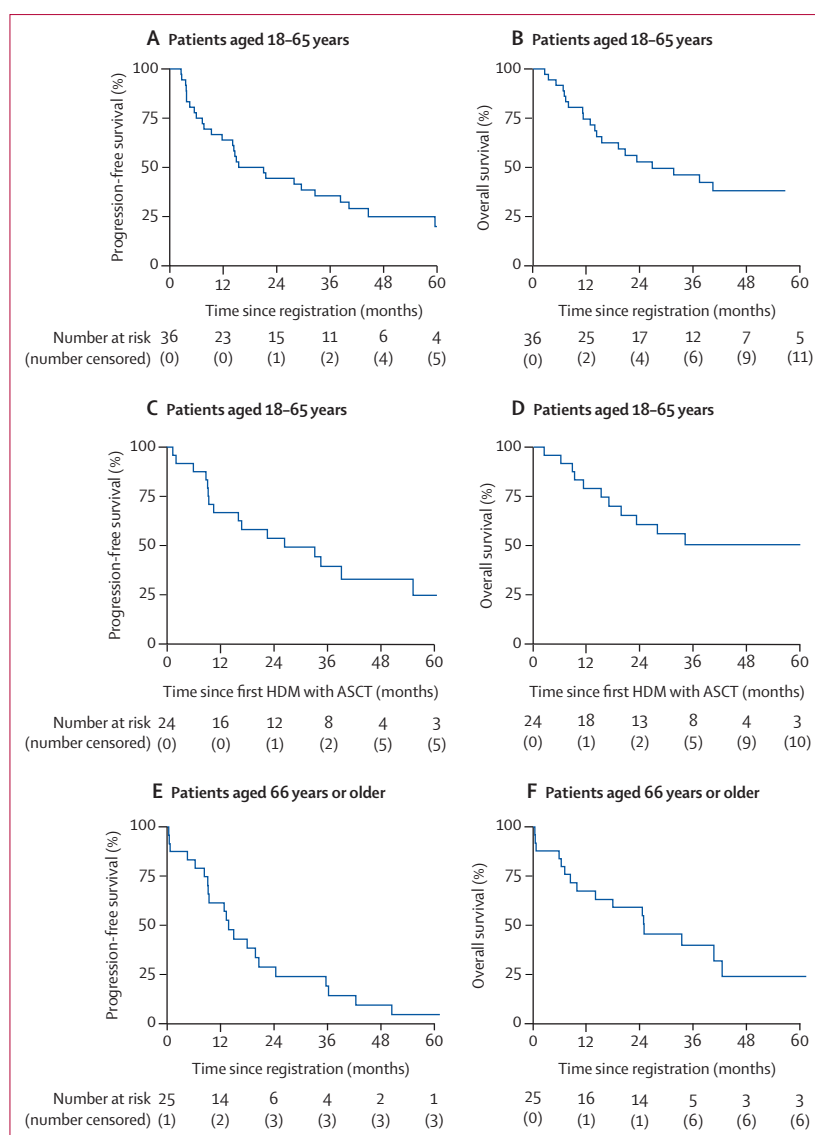 A Patients aged 18–65 years
Progression-free survival (%)
100
75
50
25
0
0 12 24 36 48 60
Time since registration (months)
Number at risk 36 23 15 11 6 4
(number censored) (0) (0) (1) (2) (4) (5)
B Patients aged 18–65 years
Overall survival (%)
100
75
50
25
0
0 12 24 36 48 60
Time since registration (months)
36 25 17 12 7 5
(0) (2) (4) (6) (9) (11)
C Patients aged 18–65 years
Progression-free survival (%)
100
75
50
25
0
0 12 24 36 48 60
Time since first HDM with ASCT (months)
Number at risk 24 16 12 8 4 3
(number censored) (0) (0) (1) (2) (5) (5)
D Patients aged 18–65 years
Overall survival (%)
100
75
50
25
0
0 12 24 36 48 60
Time since first HDM with ASCT (months)
24 18 13 8 4 3
(0) (1) (2) (5) (9) (10)
E Patients aged 66 years or older
Progression-free survival (%)
100
75
50
25
0
0 12 24 36 48 60
Time since registration (months)
Number at risk 25 14 6 4 2 1
(number censored) (1) (2) (3) (3) (3) (3)
F Patients aged 66 years or older
Overall survival (%)
100
75
50
25
0
0 12 24 36 48 60
Time since registration (months)
25 16 14 5 3 3
(0) (1) (1) (6) (6) (6)